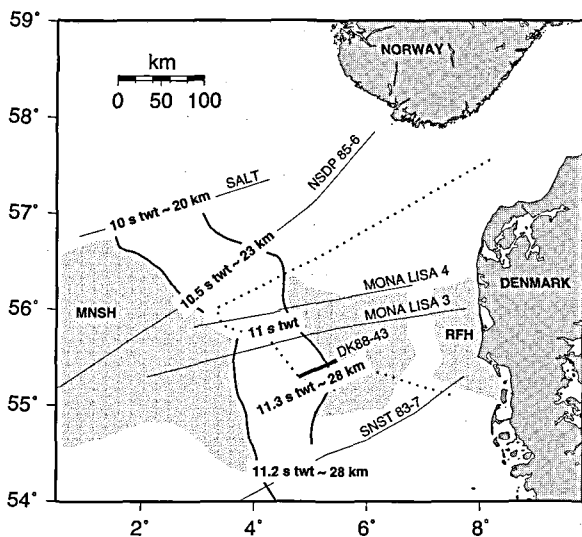 59°
58°
57°
56°
55°
54°
2°
4°
6°
8°
km
0 50 100
NORWAY
SALT
NSDP 85-6
10 s twt ~ 20 km
10.5 s twt ~ 23 km
MONA LISA 4
DENMARK
MNSH
11 s twt
MONA LISA 3
RFH
DK88-43
11.3 s twt ~ 28 km
SNST 83-7
11.2 s twt ~ 28 km